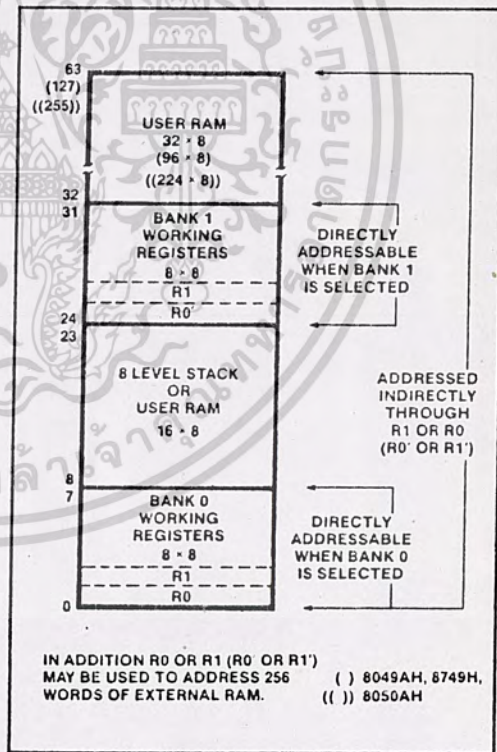 63
(127)
((255))
USER RAM
32 × 8
(96 × 8)
((224 × 8))
32
31
BANK 1
WORKING
REGISTERS
8 × 8
R1
R0'
DIRECTLY
ADDRESSABLE
WHEN BANK 1
IS SELECTED
24
23
8 LEVEL STACK
OR
USER RAM
16 × 8
ADDRESSED
INDIRECTLY
THROUGH
R1 OR R0
(R0' OR R1')
8
7
BANK 0
WORKING
REGISTERS
8 × 8
R1
R0
DIRECTLY
ADDRESSABLE
WHEN BANK 0
IS SELECTED
0
IN ADDITION R0 OR R1 (R0' OR R1')
MAY BE USED TO ADDRESS 256
WORDS OF EXTERNAL RAM.
( ) 8049AH, 8749H,
(( )) 8050AH